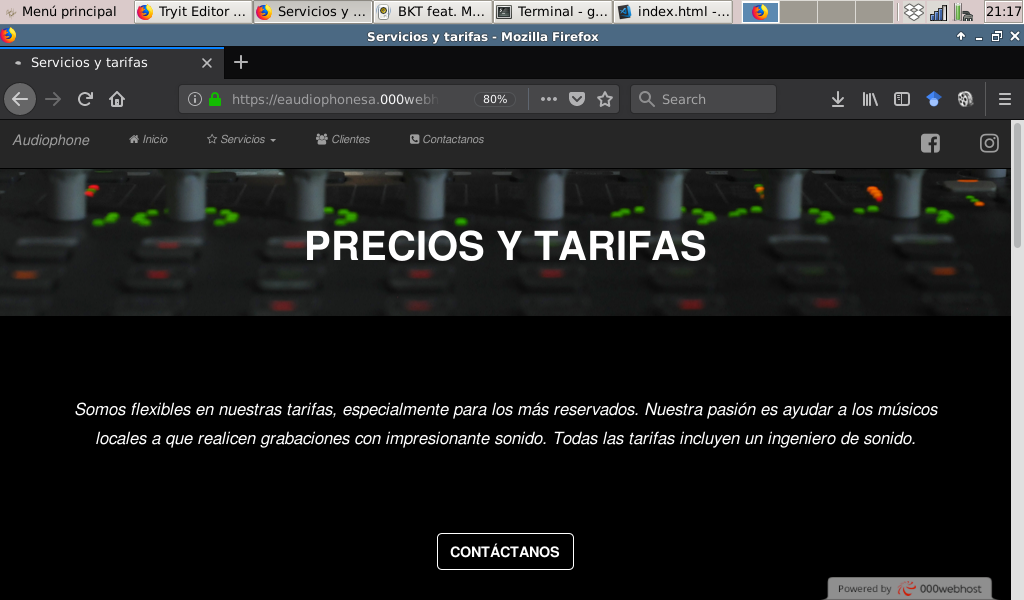 Menú principal
Tryit Editor ...
Servicios y ...
BKT feat. M...
Terminal - g...
index.html -...
21:17
Servicios y tarifas - Mozilla Firefox
Servicios y tarifas
https://eaudiophonesa.000webh
80%
Search
Audiophone
Inicio
Servicios
Clientes
Contactanos
PRECIOS Y TARIFAS
Somos flexibles en nuestras tarifas, especialmente para los más reservados. Nuestra pasión es ayudar a los músicos
locales a que realicen grabaciones con impresionante sonido. Todas las tarifas incluyen un ingeniero de sonido.
CONTÁCTANOS
Powered by 000webhost